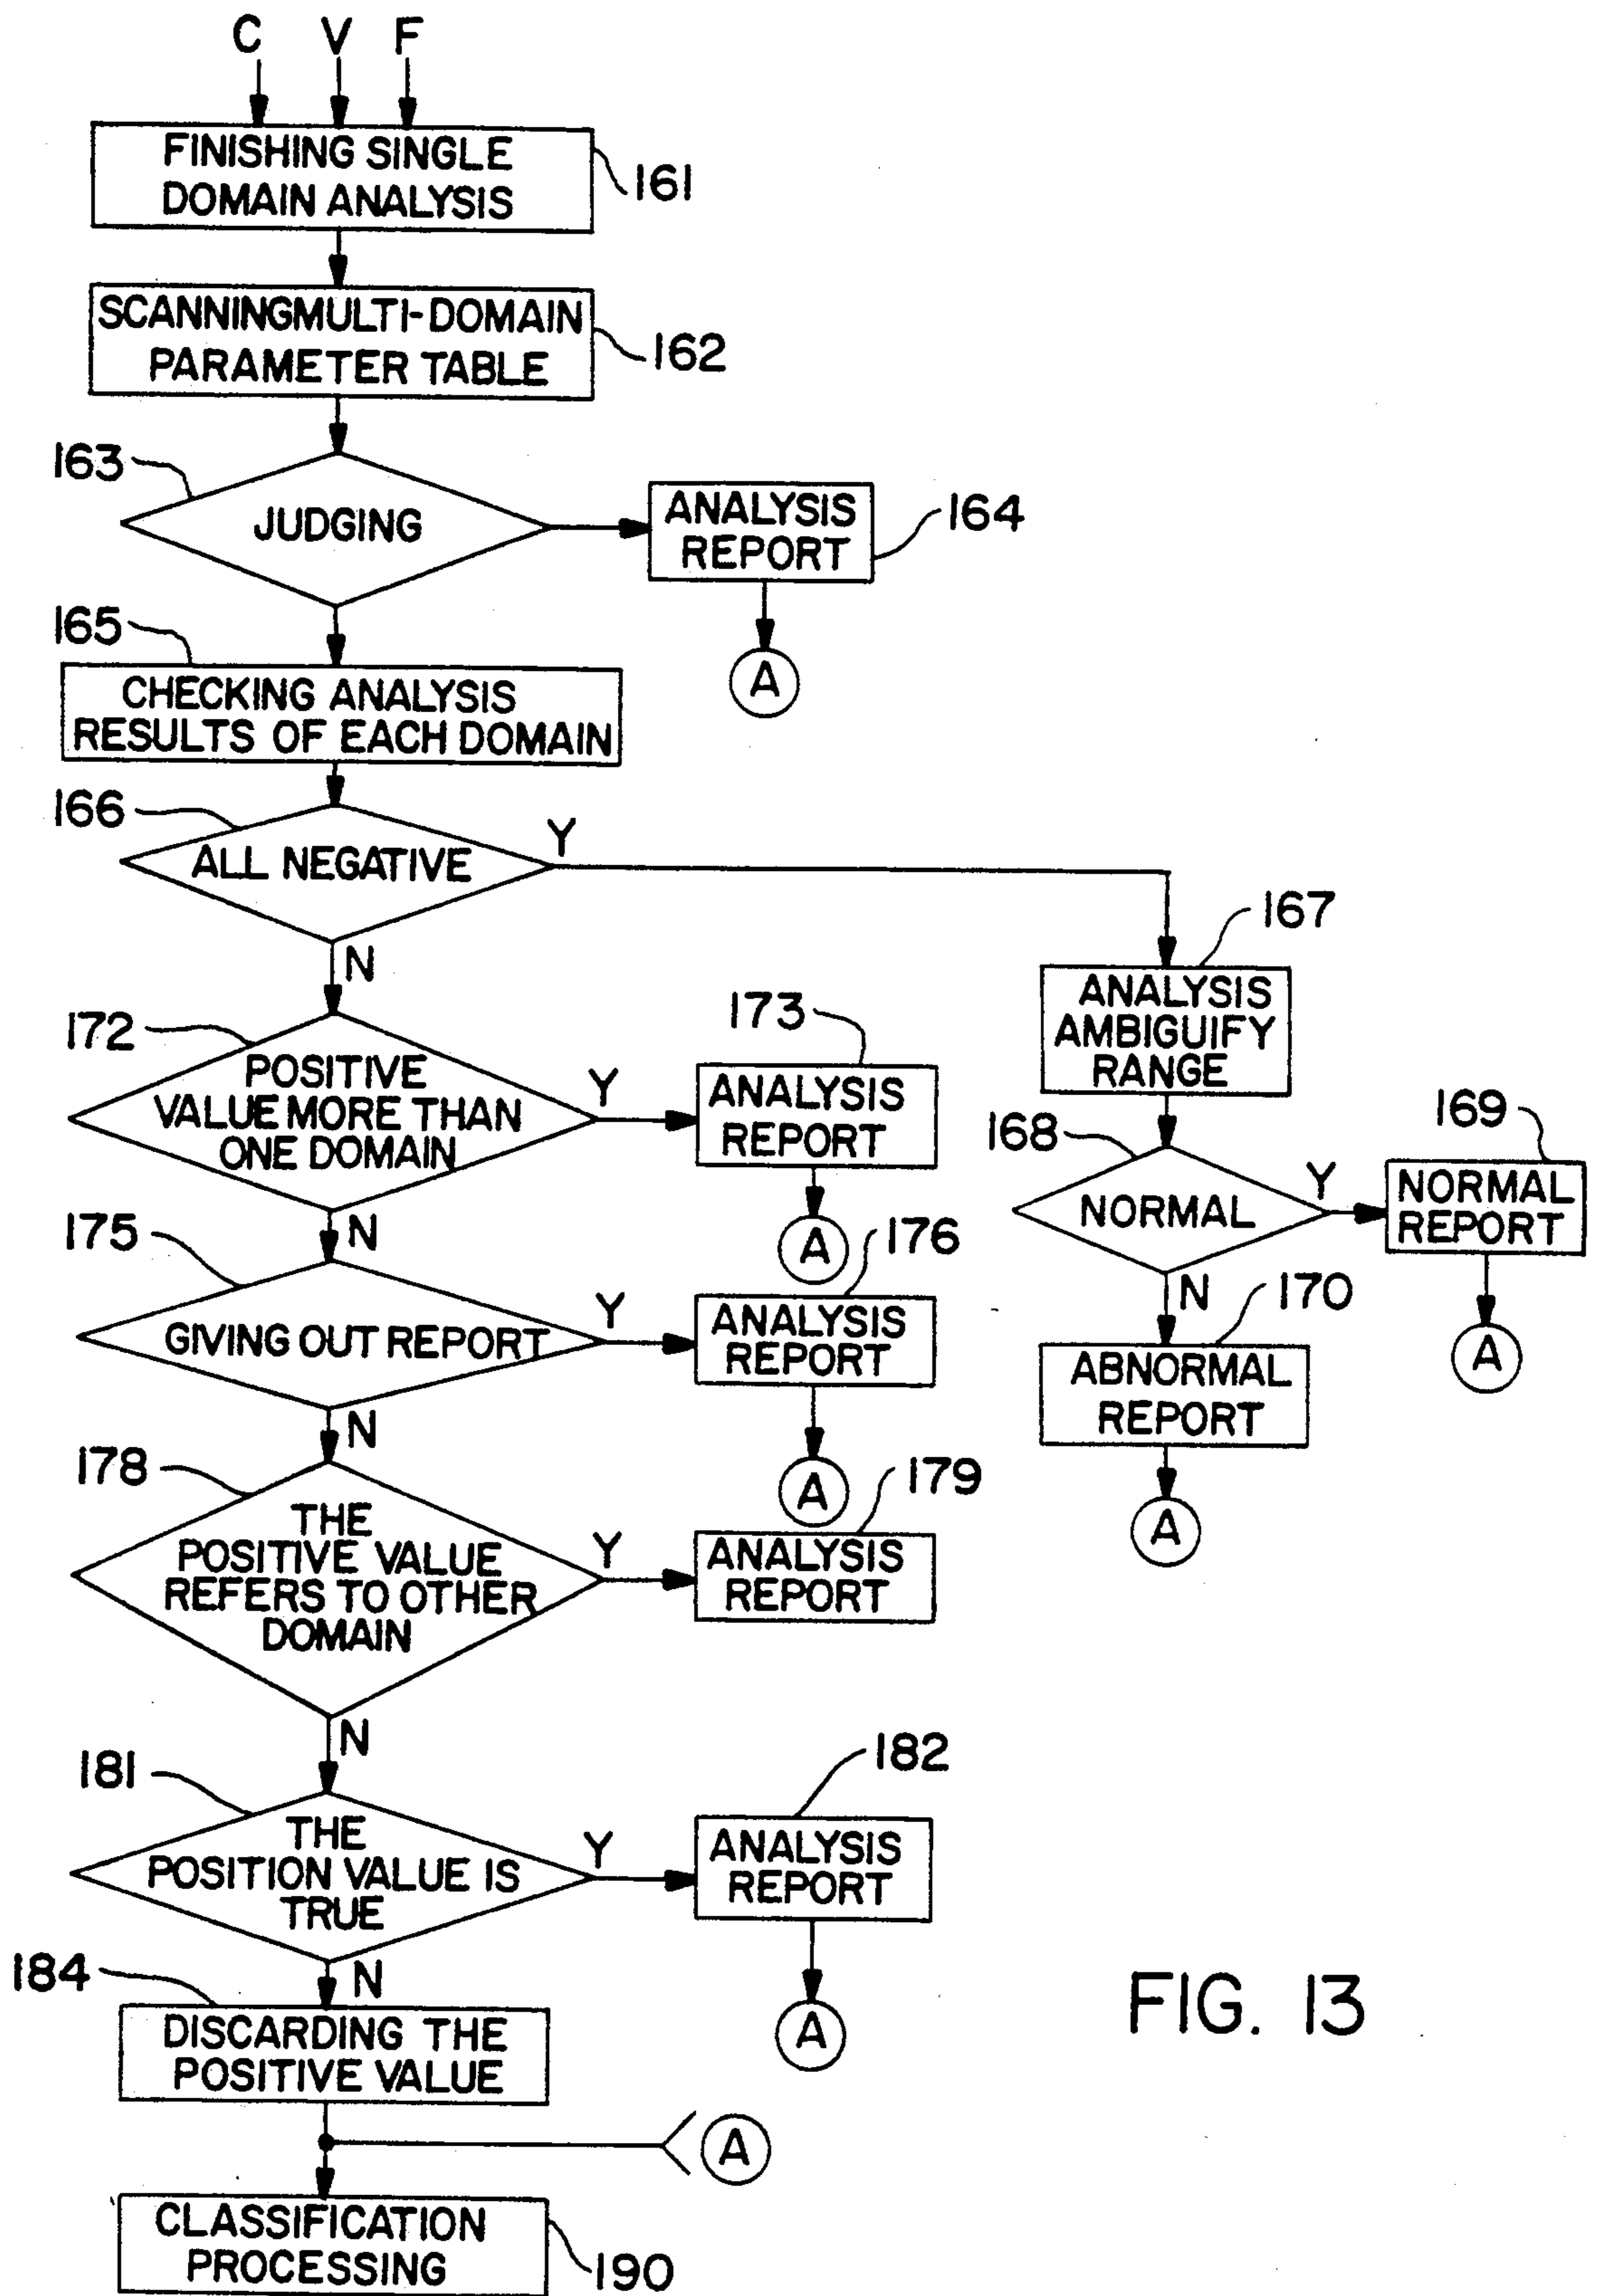 C V F
FINISHING SINGLE
DOMAIN ANALYSIS
161
SCANNINGMULTI-DOMAIN
PARAMETER TABLE
162
163
JUDGING
ANALYSIS
REPORT
164
A
165
CHECKING ANALYSIS
RESULTS OF EACH DOMAIN
166
ALL NEGATIVE
Y
N
167
ANALYSIS
AMBIGUIFY
RANGE
168
NORMAL
Y
N
169
NORMAL
REPORT
A
170
ABNORMAL
REPORT
A
172
POSITIVE
VALUE MORE THAN
ONE DOMAIN
Y
N
173
ANALYSIS
REPORT
A
175
GIVING OUT REPORT
Y
N
176
ANALYSIS
REPORT
A
178
THE
POSITIVE VALUE
REFERS TO OTHER
DOMAIN
Y
N
179
ANALYSIS
REPORT
181
THE
POSITION VALUE IS
TRUE
Y
N
182
ANALYSIS
REPORT
A
184
DISCARDING THE
POSITIVE VALUE
A
CLASSIFICATION
PROCESSING
190
FIG. 13